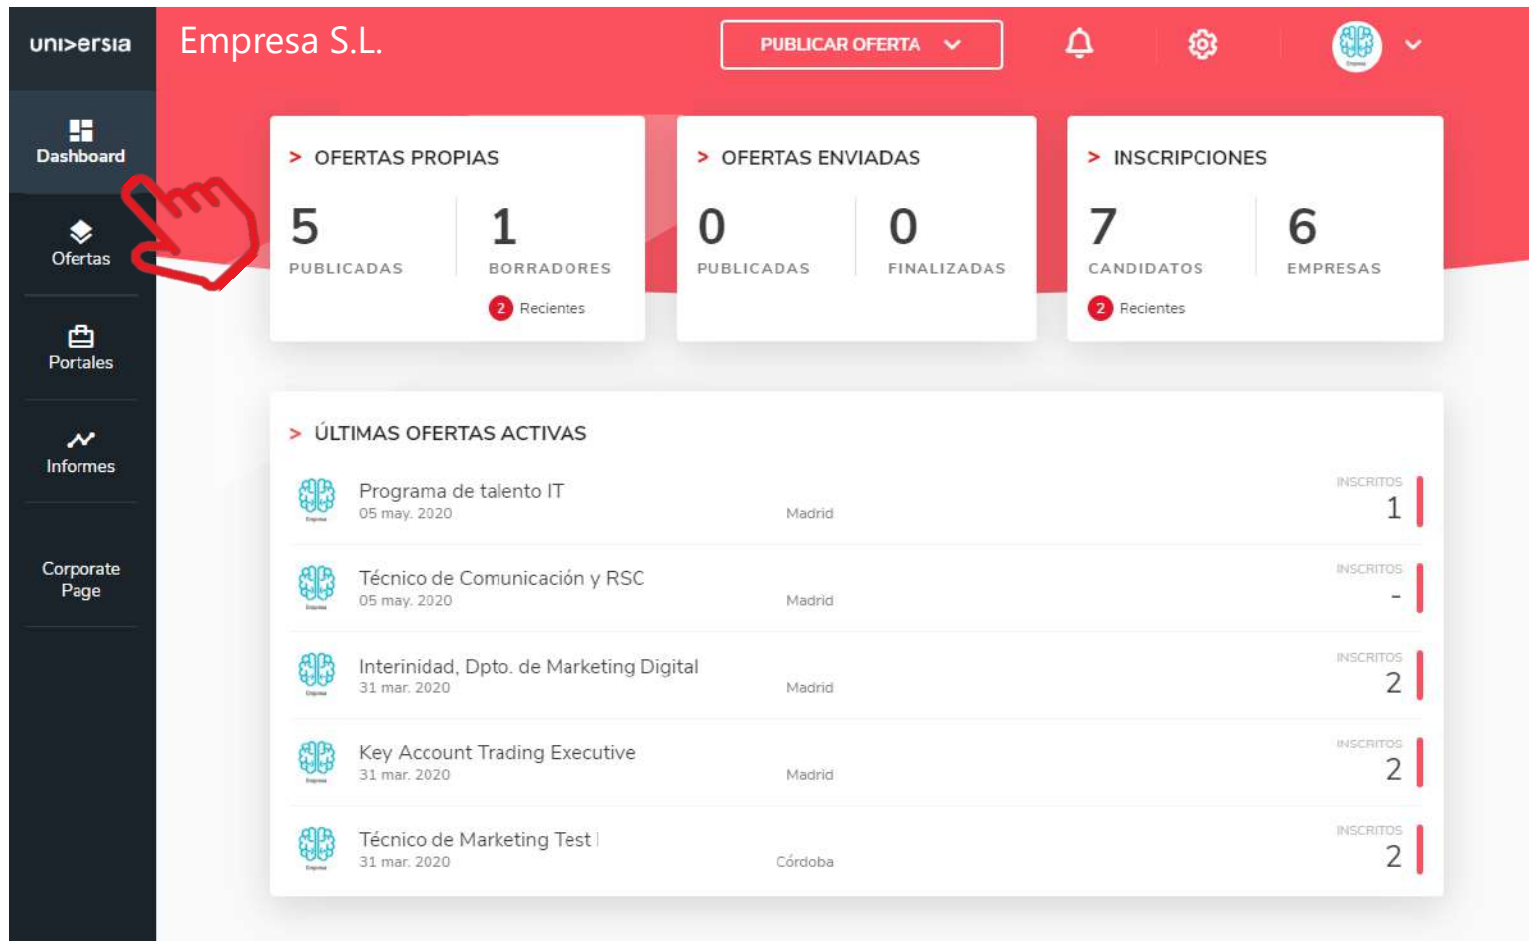 unı>ersıa
Empresa S.L.
PUBLICAR OFERTA
Dashboard
Ofertas
Portales
Informes
Corporate
Page
> OFERTAS PROPIAS
5
PUBLICADAS
1
BORRADORES
2 Recientes
> OFERTAS ENVIADAS
0
PUBLICADAS
0
FINALIZADAS
> INSCRIPCIONES
7
CANDIDATOS
2 Recientes
6
EMPRESAS
> ÚLTIMAS OFERTAS ACTIVAS
Programa de talento IT
05 may. 2020
Madrid
INSCRITOS
1
Técnico de Comunicación y RSC
05 may. 2020
Madrid
INSCRITOS
-
Interinidad, Dpto. de Marketing Digital
31 mar. 2020
Madrid
INSCRITOS
2
Key Account Trading Executive
31 mar. 2020
Madrid
INSCRITOS
2
Técnico de Marketing Test
31 mar. 2020
Córdoba
INSCRITOS
2